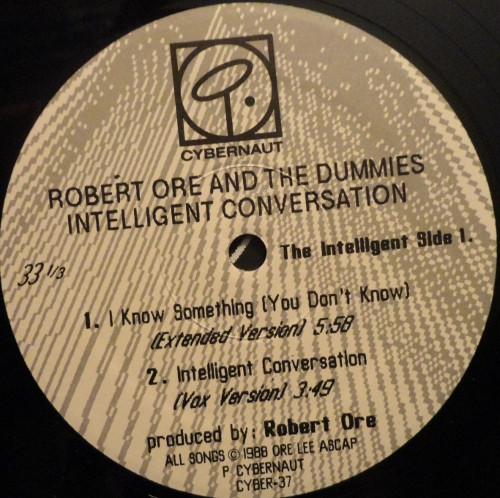 CYBERNAUT
ROBERT ORE AND THE DUMMIES
INTELLIGENT CONVERSATION
The Intelligent Side 1.
33 1/3
1. I Know Something (You Don't Know)
(Extended Version) 5:58
2. Intelligent Conversation
(Vox Version) 3:49
produced by: Robert Ore
ALL SONGS © 1988 ORE LEE ASCAP
P CYBERNAUT
CYBER-37